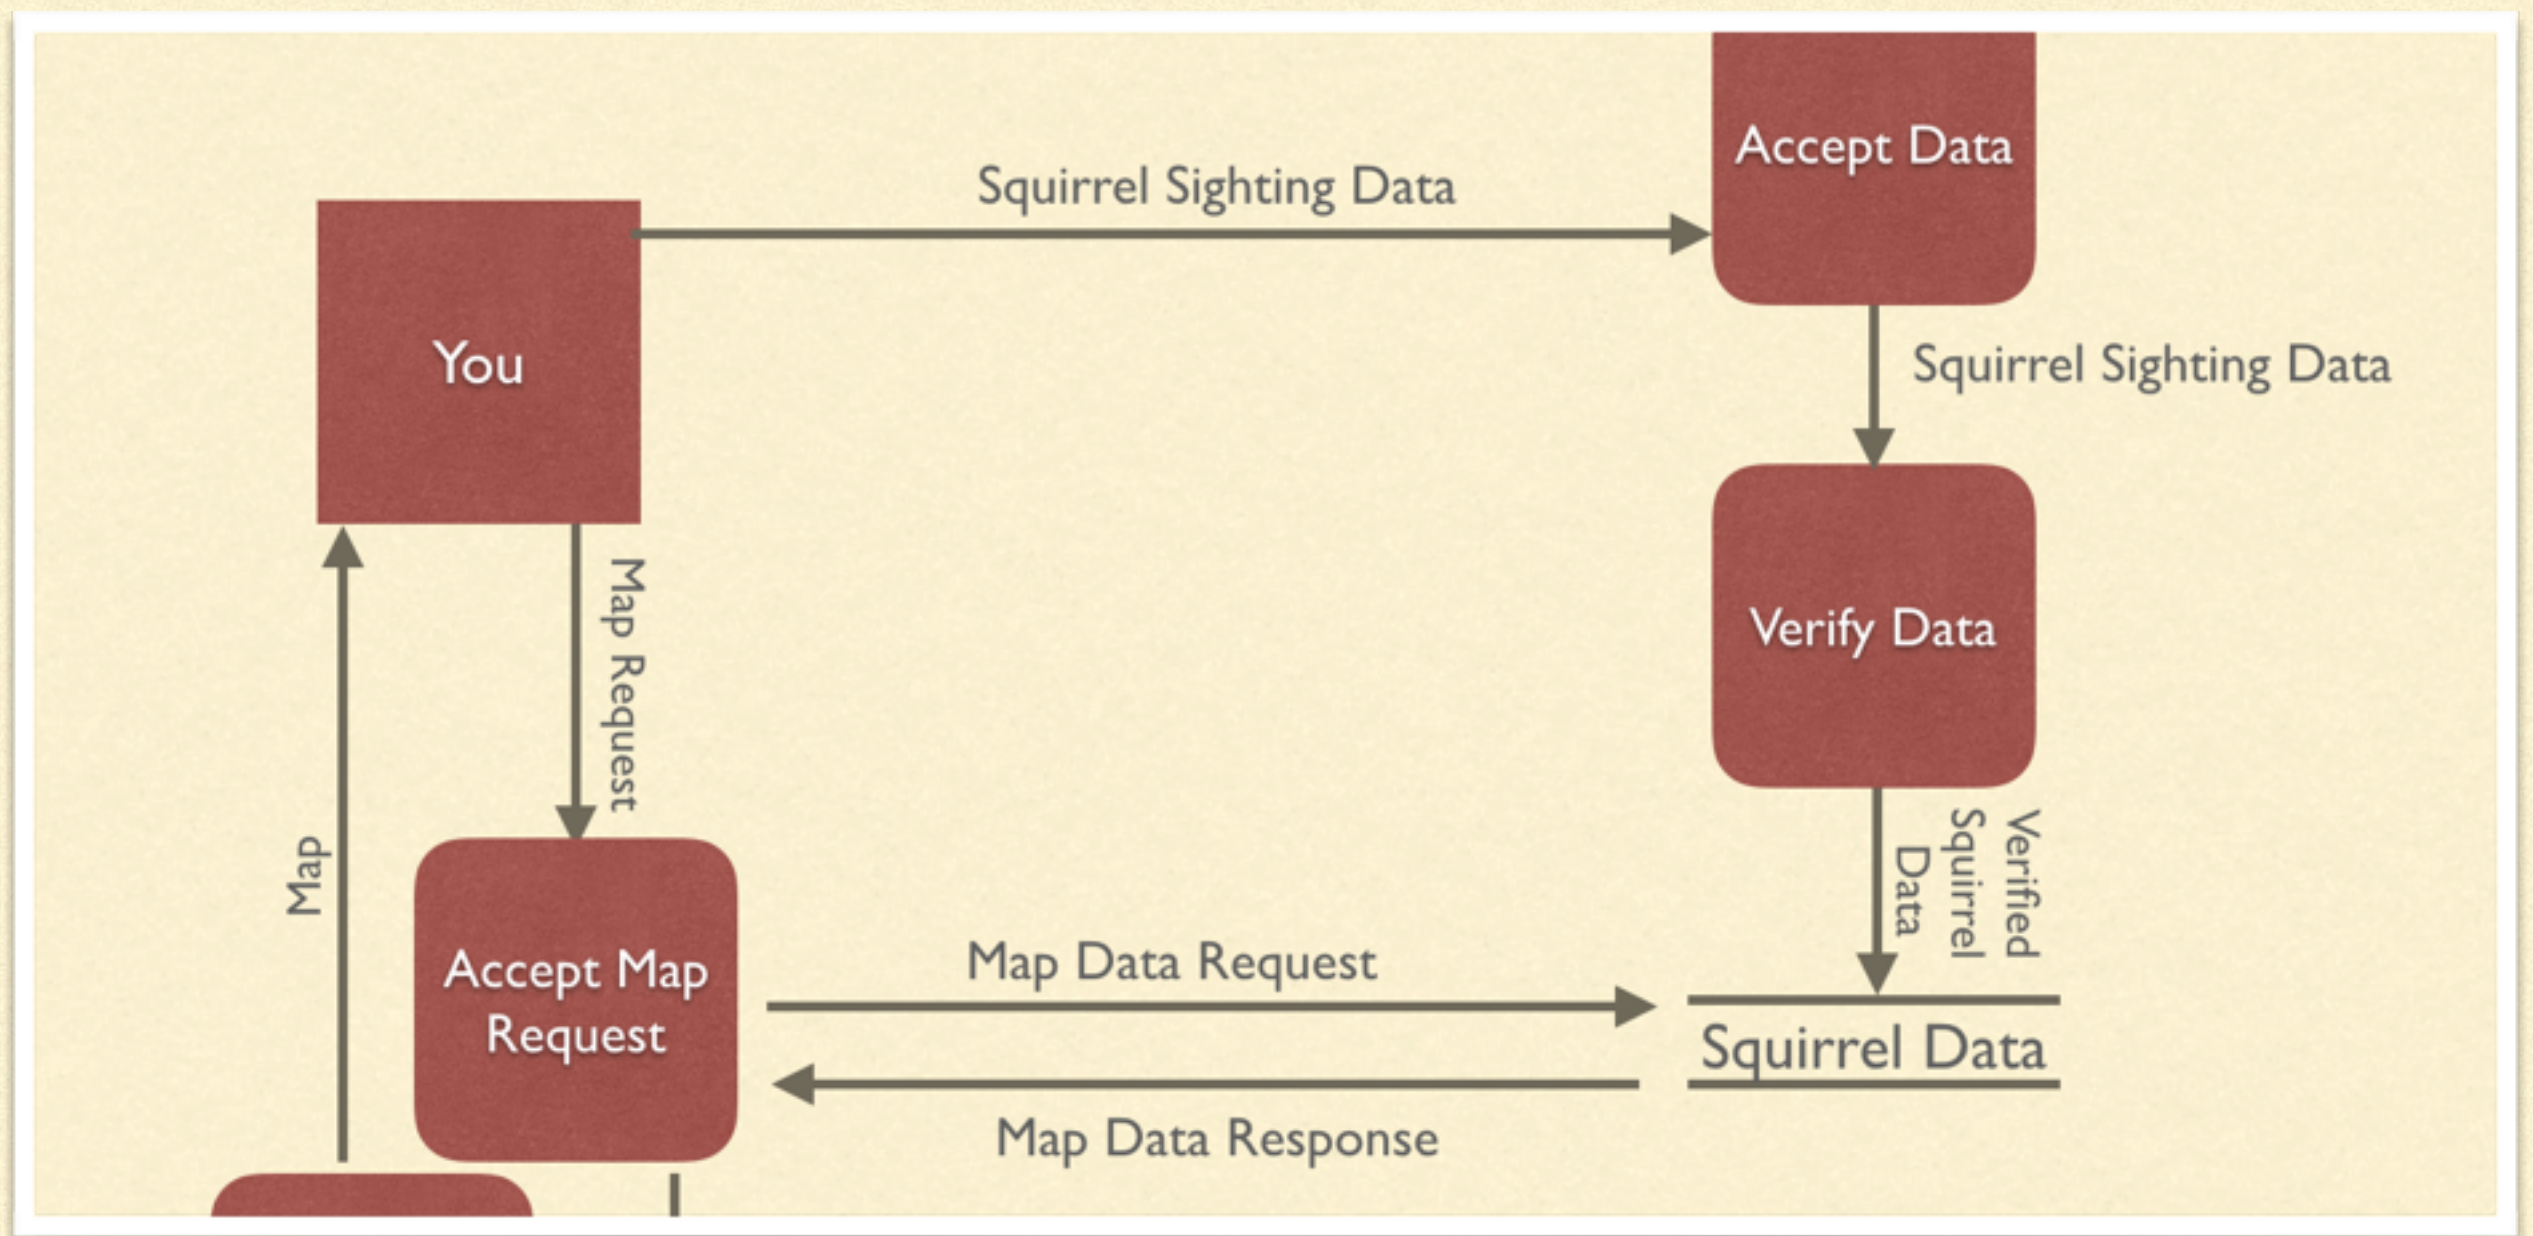 Accept Data
Squirrel Sighting Data
You
Squirrel Sighting Data
Map Request
Verify Data
Map
Verified
Squirrel
Data
Accept Map
Request
Map Data Request
Squirrel Data
Map Data Response